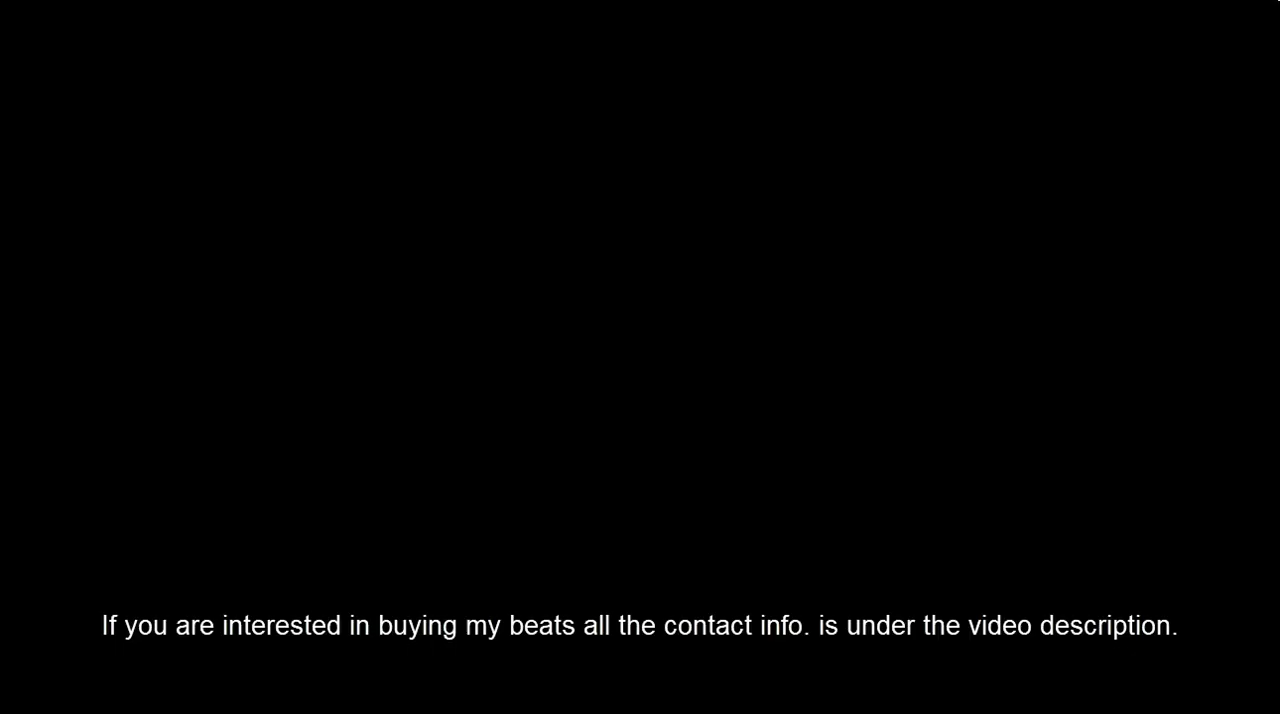 If you are interested in buying my beats all the contact info. is under the video description.